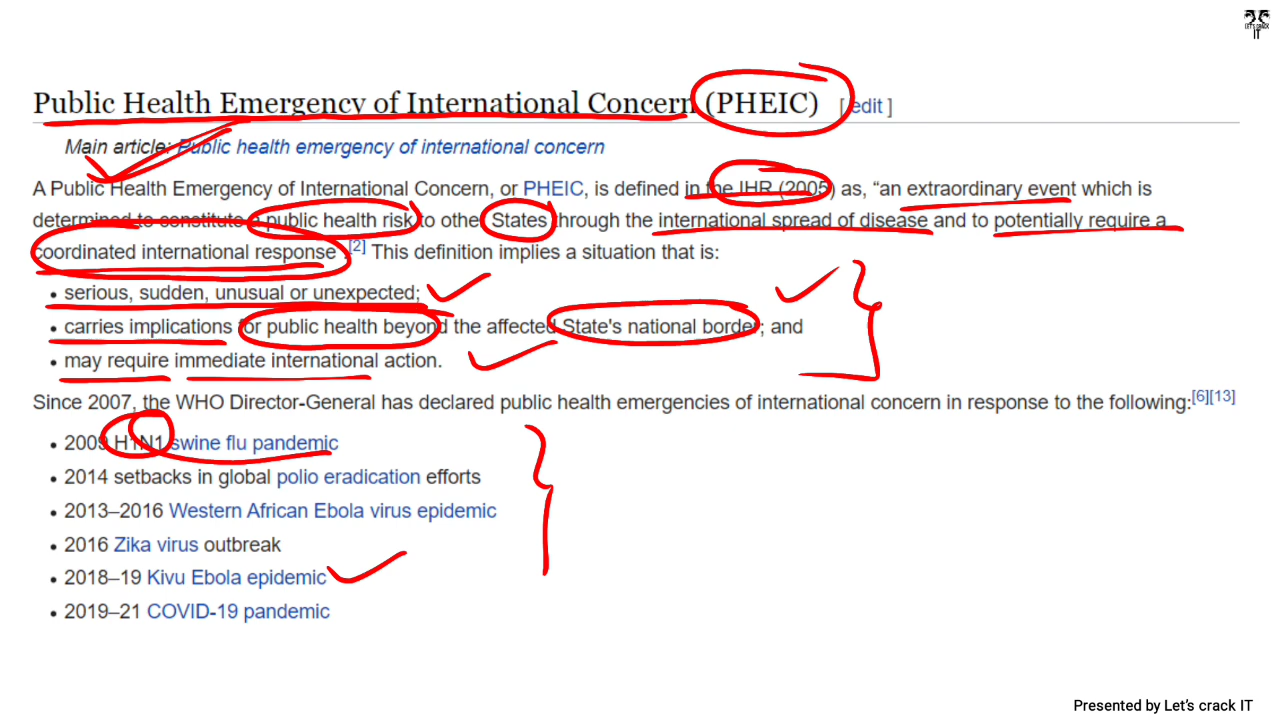 LET'S CRACK
IT
Public Health Emergency of International Concern (PHEIC) [ edit ]
Main article: Public health emergency of international concern
A Public Health Emergency of International Concern, or PHEIC, is defined in the IHR (2005) as, “an extraordinary event which is
determined to constitute a public health risk to other States through the international spread of disease and to potentially require a
coordinated international response”.[2] This definition implies a situation that is:
• serious, sudden, unusual or unexpected;
• carries implications for public health beyond the affected State's national border; and
• may require immediate international action.
Since 2007, the WHO Director-General has declared public health emergencies of international concern in response to the following:[6][13]
• 2009 H1N1 swine flu pandemic
• 2014 setbacks in global polio eradication efforts
• 2013–2016 Western African Ebola virus epidemic
• 2016 Zika virus outbreak
• 2018–19 Kivu Ebola epidemic
• 2019–21 COVID-19 pandemic
Presented by Let’s crack IT